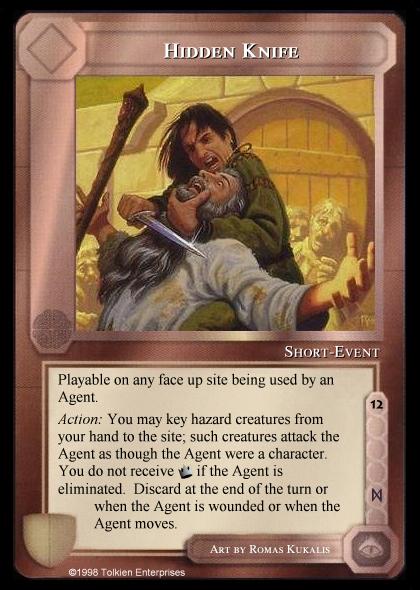 HIDDEN KNIFE
SHORT-EVENT
Playable on any face up site being used by an
Agent.
Action: You may key hazard creatures from
your hand to the site; such creatures attack the
Agent as though the Agent were a character.
You do not receive if the Agent is
eliminated. Discard at the end of the turn or
when the Agent is wounded or when the
Agent moves.
12
ART BY ROMAS KUKALIS
©1998 Tolkien Enterprises